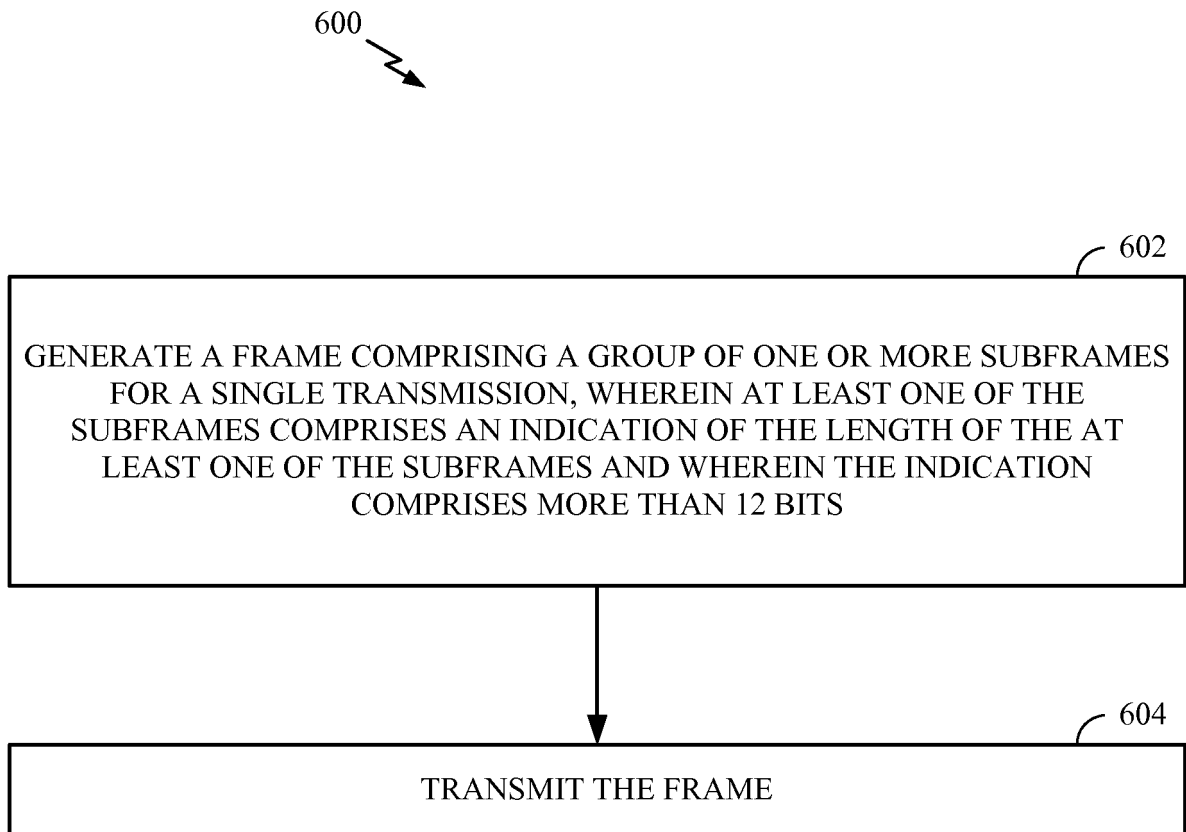 600
602
GENERATE A FRAME COMPRISING A GROUP OF ONE OR MORE SUBFRAMES
FOR A SINGLE TRANSMISSION, WHEREIN AT LEAST ONE OF THE
SUBFRAMES COMPRISES AN INDICATION OF THE LENGTH OF THE AT
LEAST ONE OF THE SUBFRAMES AND WHEREIN THE INDICATION
COMPRISES MORE THAN 12 BITS
604
TRANSMIT THE FRAME